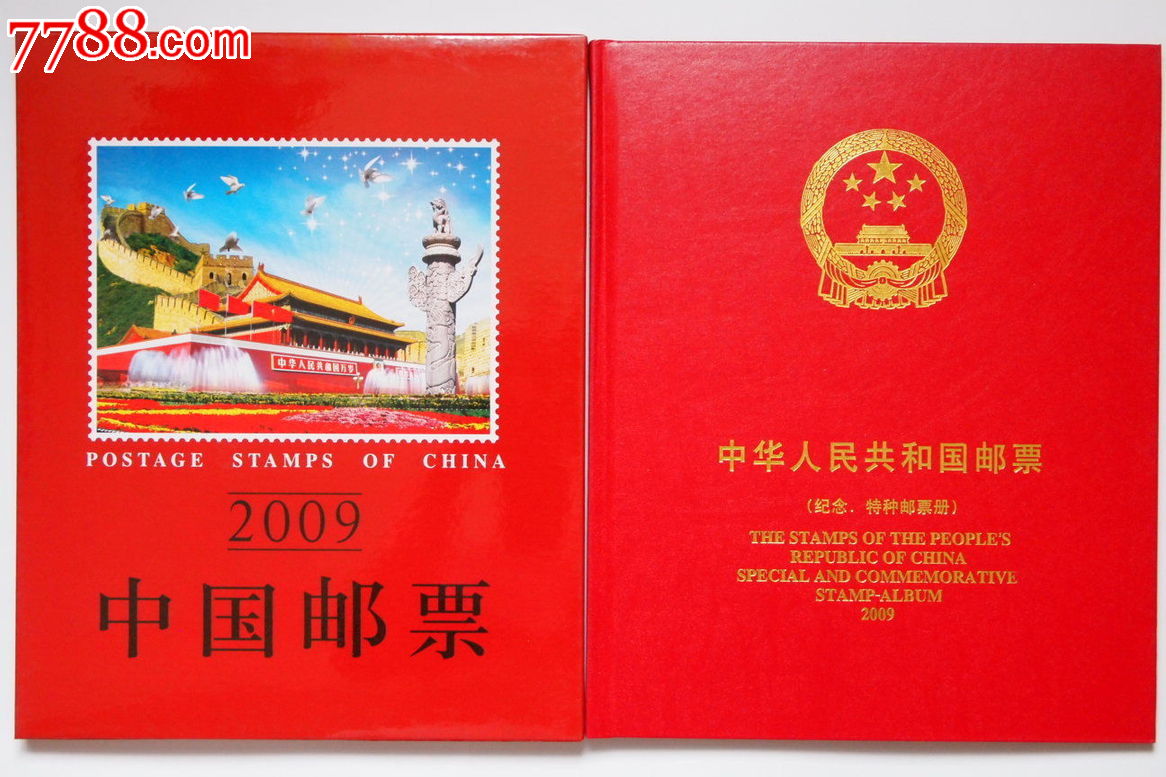 7788.com
中华人民共和国万岁
POSTAGE STAMPS OF CHINA
2009
中国邮票
中华人民共和国邮票
(纪念．特种邮票册)
THE STAMPS OF THE PEOPLE'S
REPUBLIC OF CHINA
SPECIAL AND COMMEMORATIVE
STAMP-ALBUM
2009